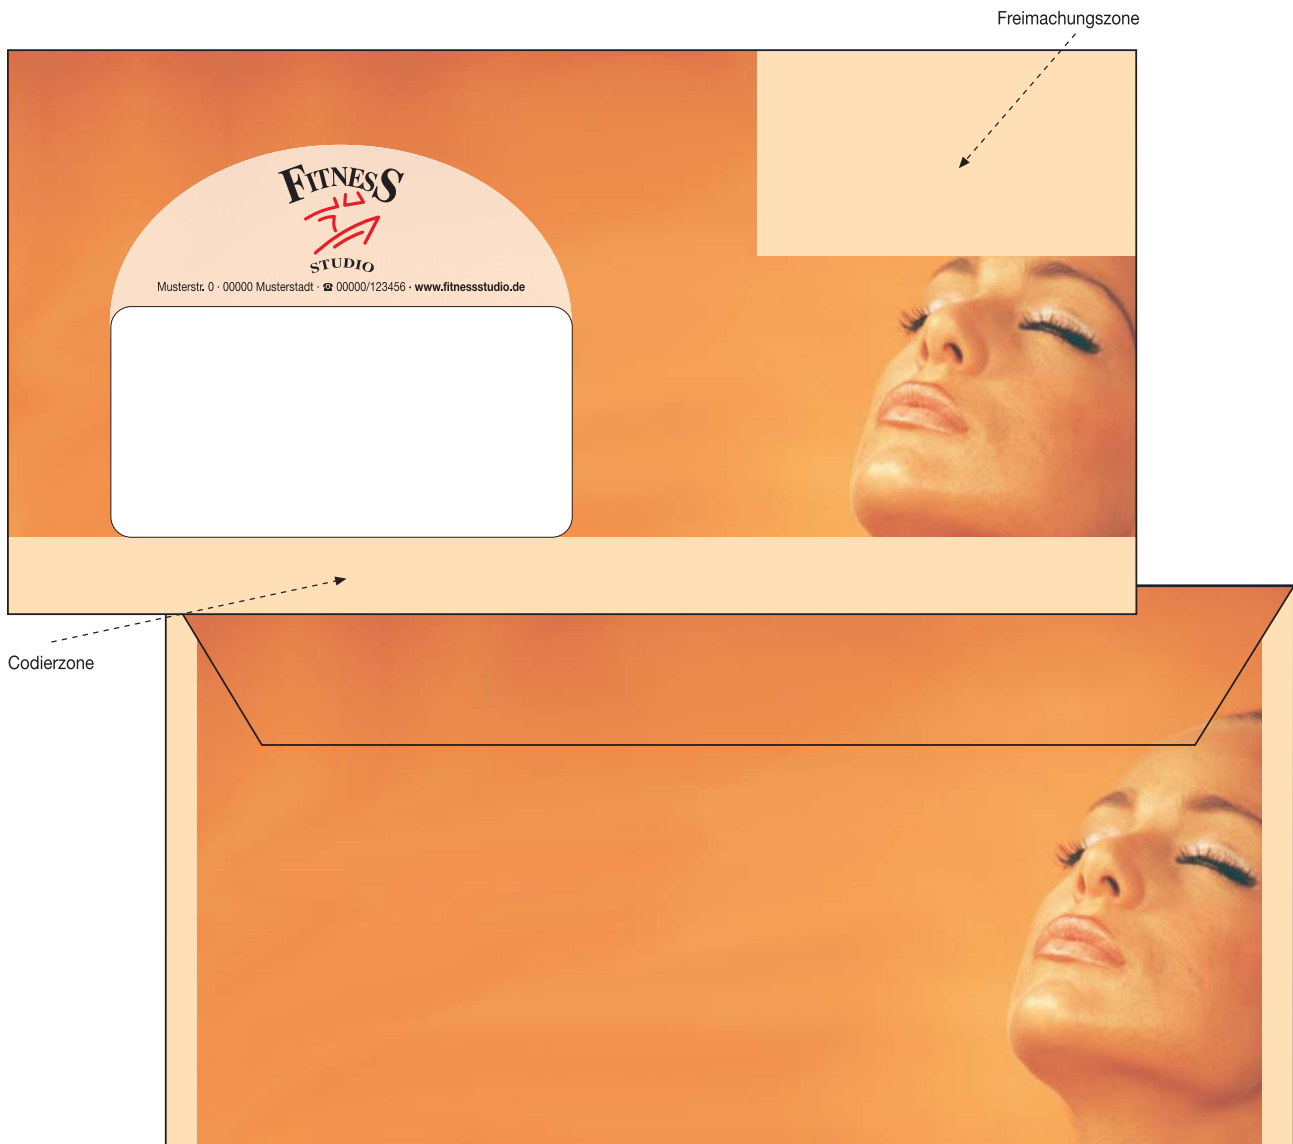 Freimachungszone
FITNESS
STUDIO
Musterstr. 0 · 00000 Musterstadt · ☎ 00000/123456 · www.fitnessstudio.de
Codierzone